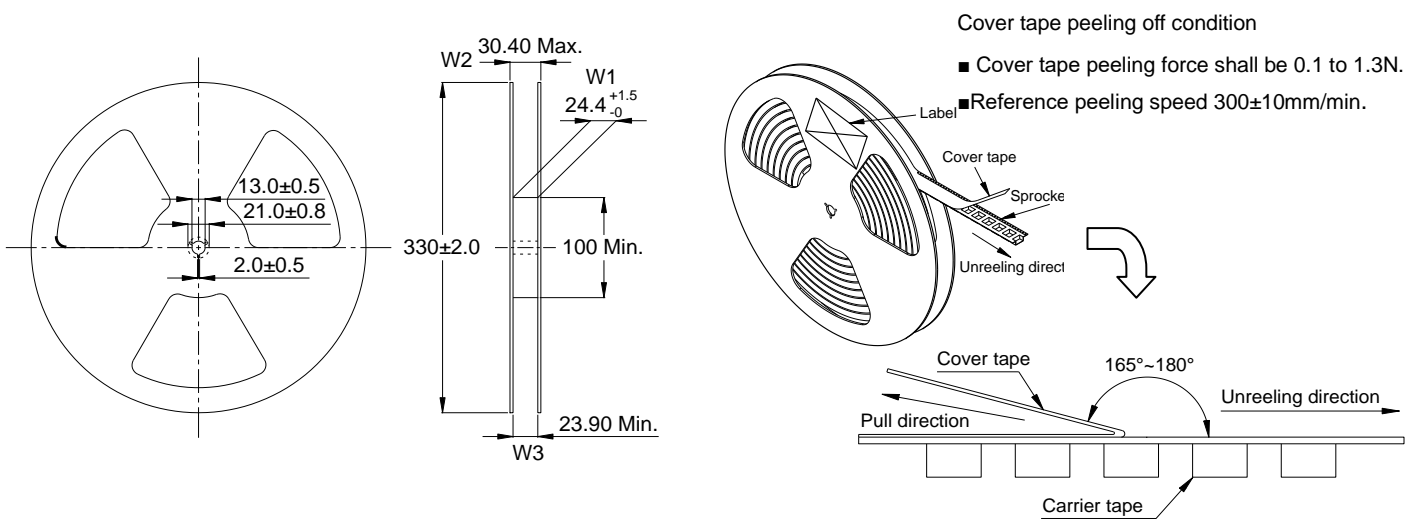 Cover tape peeling off condition
■ Cover tape peeling force shall be 0.1 to 1.3N.
■Reference peeling speed 300±10mm/min.
30.40 Max.
W2
W1
24.4 +1.5 -0
13.0±0.5
21.0±0.8
2.0±0.5
330±2.0
100 Min.
23.90 Min.
W3
Label
Cover tape
Sprocke
Unreeling direct
Cover tape
165°~180°
Unreeling direction
Pull direction
Carrier tape